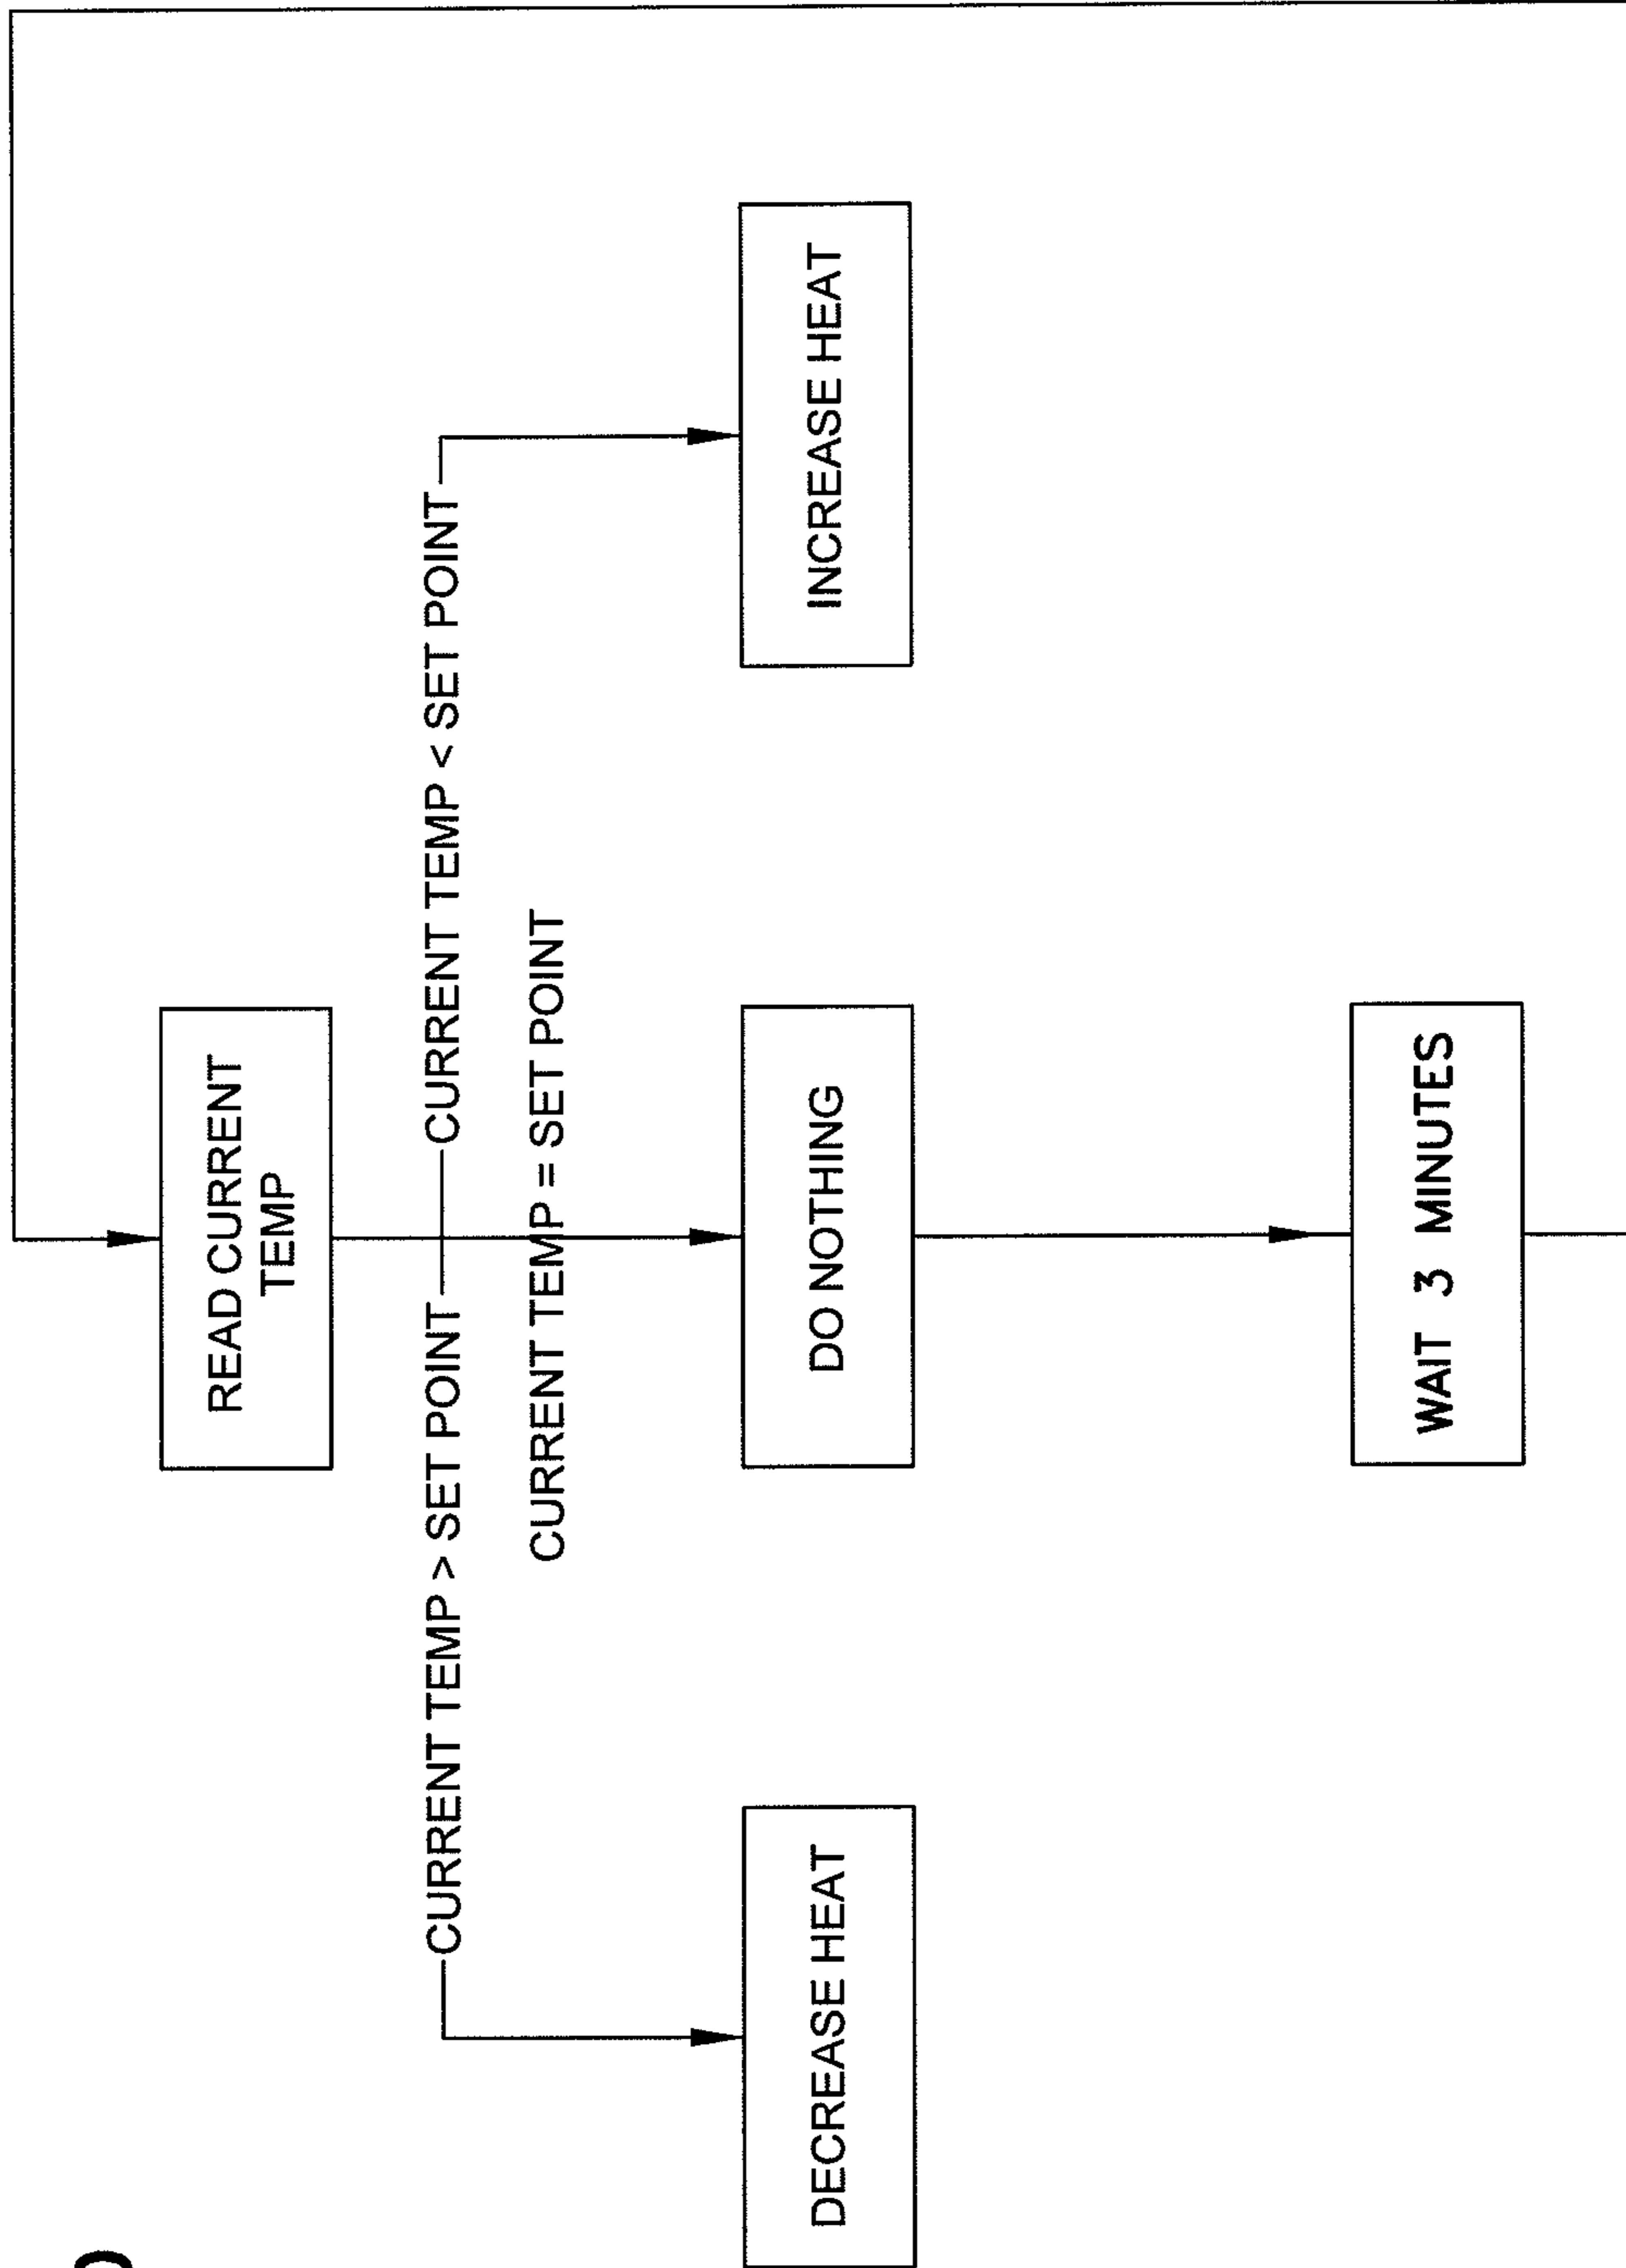 READ CURRENT
TEMP
CURRENT TEMP > SET POINT
CURRENT TEMP < SET POINT
CURRENT TEMP = SET POINT
DECREASE HEAT
DO NOTHING
INCREASE HEAT
WAIT 3 MINUTES